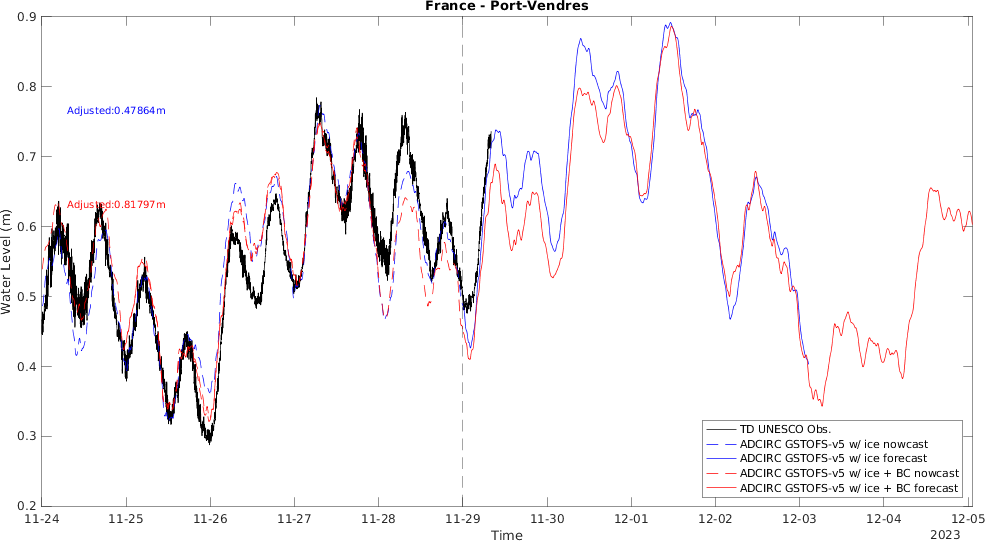 France - Port-Vendres
Water Level (m)
0.9
0.8
0.7
0.6
0.5
0.4
0.3
0.2
Adjusted:0.47864m
Adjusted:0.81797m
TD UNESCO Obs.
ADCIRC GSTOFS-v5 w/ ice nowcast
ADCIRC GSTOFS-v5 w/ ice forecast
ADCIRC GSTOFS-v5 w/ ice + BC nowcast
ADCIRC GSTOFS-v5 w/ ice + BC forecast
11-24 11-25 11-26 11-27 11-28 11-29 11-30 12-01 12-02 12-03 12-04 12-05
Time
2023